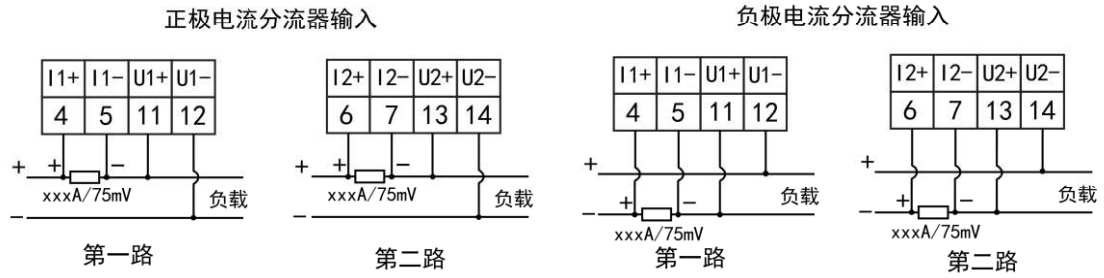 正极电流分流器输入
负极电流分流器输入
I1+ I1- U1+ U1-
4 5 11 12
+ + -
xxxA/75mV 负载
-
第一路
I2+ I2- U2+ U2-
6 7 13 14
+ + -
xxxA/75mV 负载
-
第二路
I1+ I1- U1+ U1-
4 5 11 12
+
负载
- + -
xxxA/75mV
第一路
I2+ I2- U2+ U2-
6 7 13 14
+
负载
- + -
xxxA/75mV
第二路